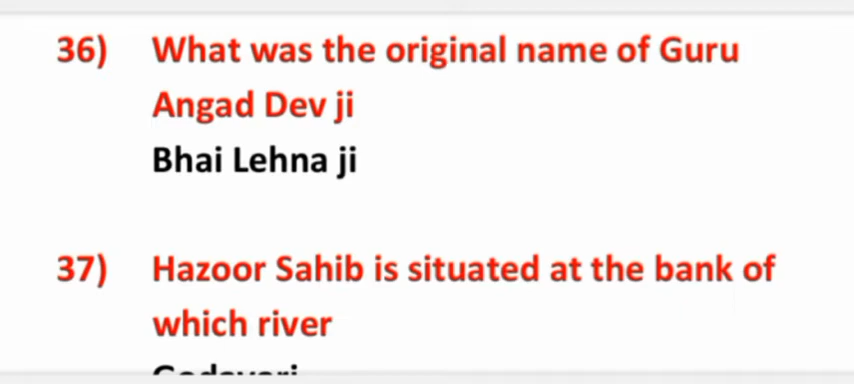 36) What was the original name of Guru
Angad Dev ji
Bhai Lehna ji
37) Hazoor Sahib is situated at the bank of
which river
Godavari